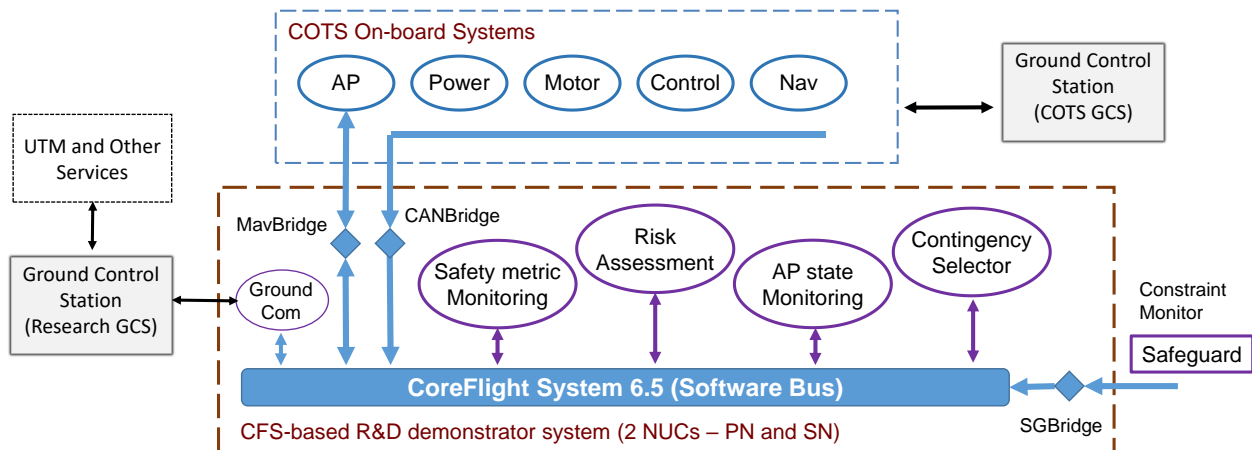 COTS On-board Systems
AP
Power
Motor
Control
Nav
Ground Control
Station
(COTS GCS)
UTM and Other
Services
MavBridge
CANBridge
Ground Control
Station
(Research GCS)
Ground
Com
Safety metric
Monitoring
Risk
Assessment
AP state
Monitoring
Contingency
Selector
Constraint
Monitor
Safeguard
CoreFlight System 6.5 (Software Bus)
SGBridge
CFS-based R&D demonstrator system (2 NUCs – PN and SN)